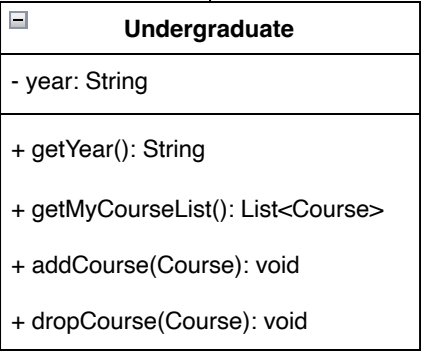 Undergraduate
- year: String
+ getYear(): String
+ getMyCourseList(): List<Course>
+ addCourse(Course): void
+ dropCourse(Course): void